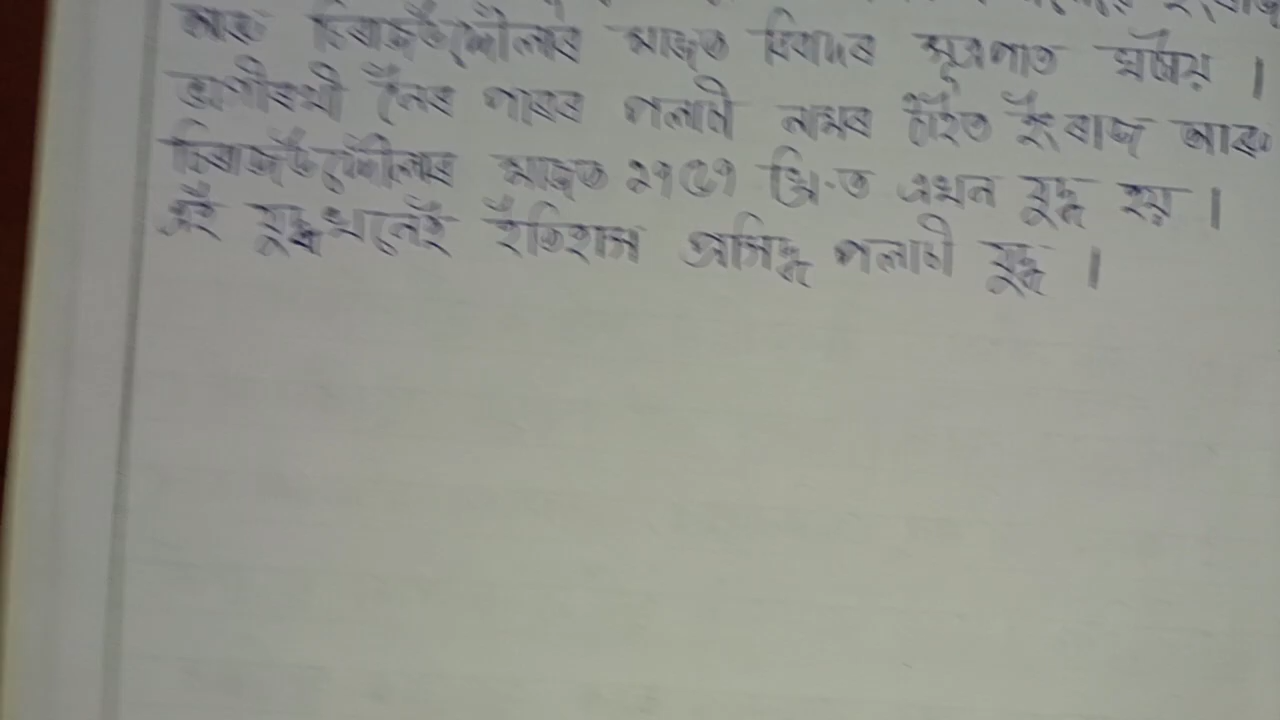 আৰু চিৰাজউদ্দৌলাৰ মাজত বিবাদৰ সূত্ৰপাত ঘটায় ।
ভাগীৰথী নৈৰ পাৰৰ পলাশী নামৰ ঠাইত ইংৰাজ আৰু
চিৰাজউদ্দৌলাৰ মাজত ১৭৫৭ খ্ৰি.ত এখন যুদ্ধ হয় ।
এই যুদ্ধখনেই ইতিহাস প্ৰসিদ্ধ পলাশী যুদ্ধ ।